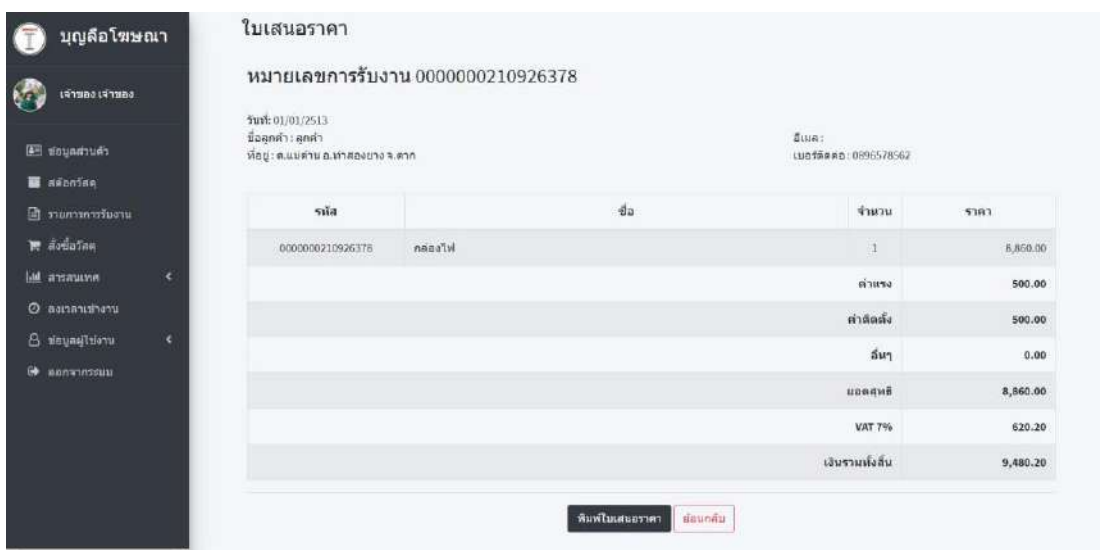 บุญลือโฆษณา
เจ้าของ เจ้าของ
ข้อมูลส่วนตัว
สต๊อกวัสดุ
รายการการรับงาน
สั่งซื้อวัสดุ
สารสนเทศ
ลงเวลาเข้างาน
ข้อมูลผู้ใช้งาน
ออกจากระบบ
ใบเสนอราคา
หมายเลขการรับงาน 0000000210926378
วันที่: 01/01/2513
ชื่อลูกค้า : ลูกค้า
อีเมล :
ที่อยู่ : ต.แม่ต้าน อ.ท่าสองยาง จ.ตาก
เบอร์ติดต่อ : 0896578562
รหัส ชื่อ จำนวน ราคา
0000000210926378 กล่องไฟ 1 8,860.00
ค่าแรง 500.00
ค่าติดตั้ง 500.00
อื่นๆ 0.00
ยอดสุทธิ 8,860.00
VAT 7% 620.20
เงินรวมทั้งสิ้น 9,480.20
พิมพ์ใบเสนอราคา ย้อนกลับ